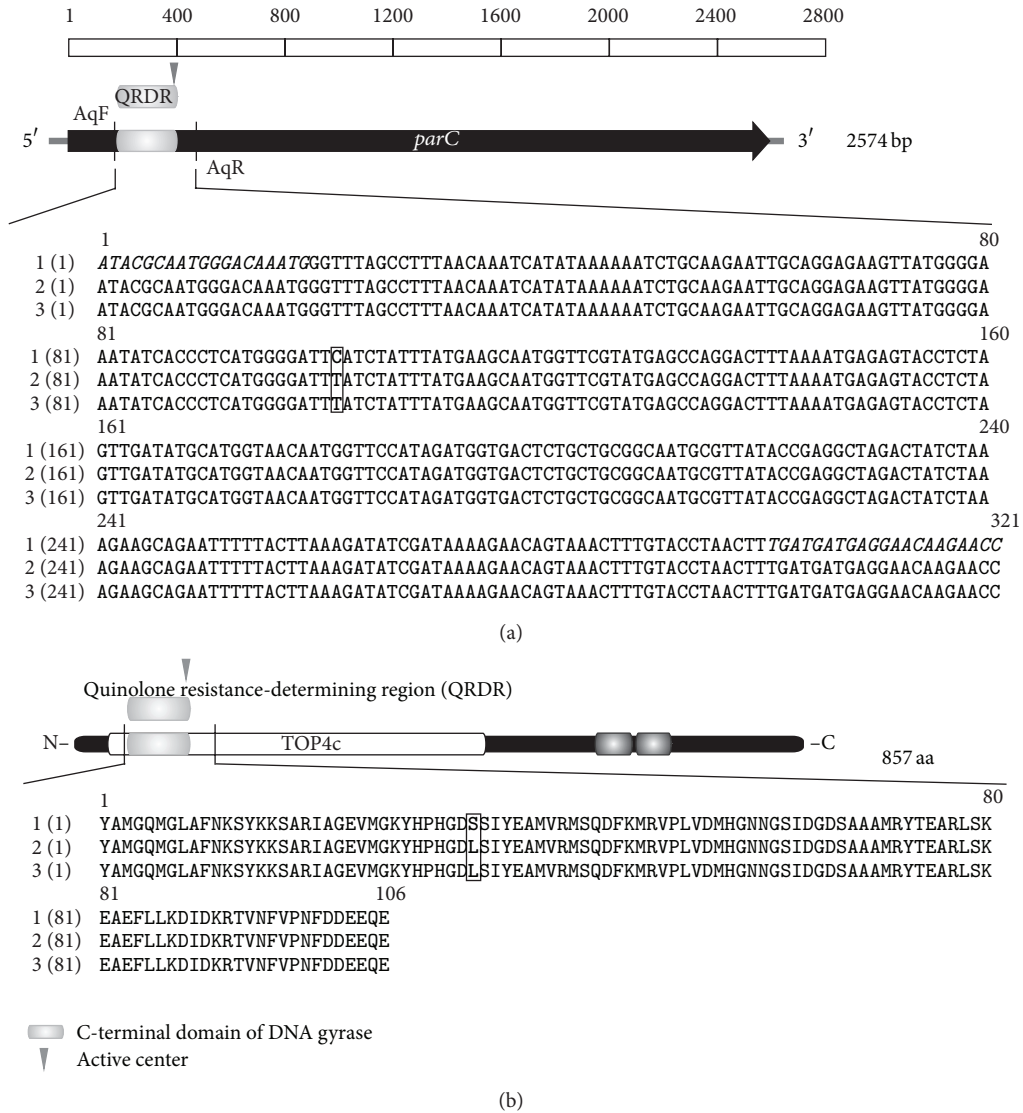 1 400 800 1200 1600 2000 2400 2800
QRDR
AqF
5′ parC 3′ 2574 bp
AqR
1 80
1 (1) ATACGCAATGGGACAAATGGGTTTAGCCTTTAACAAATCATATAAAAAATCTGCAAGAATTGCAGGAGAAGTTATGGGGA
2 (1) ATACGCAATGGGACAAATGGGTTTAGCCTTTAACAAATCATATAAAAAATCTGCAAGAATTGCAGGAGAAGTTATGGGGA
3 (1) ATACGCAATGGGACAAATGGGTTTAGCCTTTAACAAATCATATAAAAAATCTGCAAGAATTGCAGGAGAAGTTATGGGGA
81 160
1 (81) AATATCACCCTCATGGGGATTCATCTATTTATGAAGCAATGGTTCGTATGAGCCAGGACTTTAAAATGAGAGTACCTCTA
2 (81) AATATCACCCTCATGGGGATTTATCTATTTATGAAGCAATGGTTCGTATGAGCCAGGACTTTAAAATGAGAGTACCTCTA
3 (81) AATATCACCCTCATGGGGATTTATCTATTTATGAAGCAATGGTTCGTATGAGCCAGGACTTTAAAATGAGAGTACCTCTA
161 240
1 (161) GTTGATATGCATGGTAACAATGGTTCCATAGATGGTGACTCTGCTGCGGCAATGCGTTATACCGAGGCTAGACTATCTAA
2 (161) GTTGATATGCATGGTAACAATGGTTCCATAGATGGTGACTCTGCTGCGGCAATGCGTTATACCGAGGCTAGACTATCTAA
3 (161) GTTGATATGCATGGTAACAATGGTTCCATAGATGGTGACTCTGCTGCGGCAATGCGTTATACCGAGGCTAGACTATCTAA
241 321
1 (241) AGAAGCAGAATTTTTACTTAAAGATATCGATAAAAGAACAGTAAACTTTGTACCTAACTTTGATGATGAGGAACAAGAACC
2 (241) AGAAGCAGAATTTTTACTTAAAGATATCGATAAAAGAACAGTAAACTTTGTACCTAACTTTGATGATGAGGAACAAGAACC
3 (241) AGAAGCAGAATTTTTACTTAAAGATATCGATAAAAGAACAGTAAACTTTGTACCTAACTTTGATGATGAGGAACAAGAACC
(a)
Quinolone resistance-determining region (QRDR)
N– TOP4c –C
857 aa
1 80
1 (1) YAMGQMGLAFNKSYKKSARIAGEVMGKYHPHGDSSIYEAMVRMSQDFKMRVPLVDMHGNNGSIDGDSAAAMRYTEARLSK
2 (1) YAMGQMGLAFNKSYKKSARIAGEVMGKYHPHGDLSIYEAMVRMSQDFKMRVPLVDMHGNNGSIDGDSAAAMRYTEARLSK
3 (1) YAMGQMGLAFNKSYKKSARIAGEVMGKYHPHGDLSIYEAMVRMSQDFKMRVPLVDMHGNNGSIDGDSAAAMRYTEARLSK
81 106
1 (81) EAEFLLKDIDKRTVNFVPNFDDEEQE
2 (81) EAEFLLKDIDKRTVNFVPNFDDEEQE
3 (81) EAEFLLKDIDKRTVNFVPNFDDEEQE
C-terminal domain of DNA gyrase
Active center
(b)